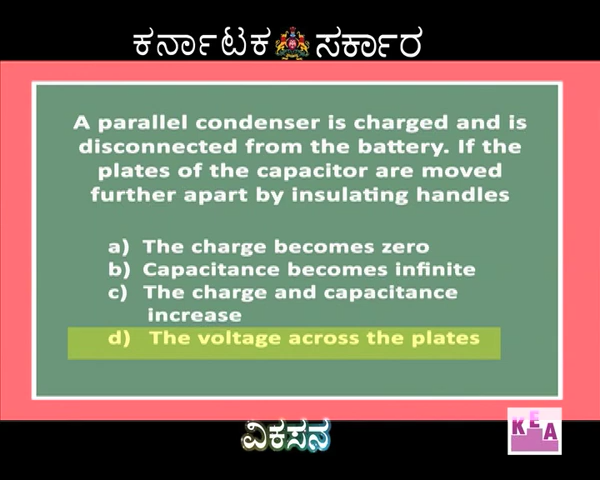 ಕರ್ನಾಟಕ ಸರ್ಕಾರ
A parallel condenser is charged and is
disconnected from the battery. If the
plates of the capacitor are moved
further apart by insulating handles
a) The charge becomes zero
b) Capacitance becomes infinite
c) The charge and capacitance
increase
d) The voltage across the plates
ವಿಕಸನ
KEA